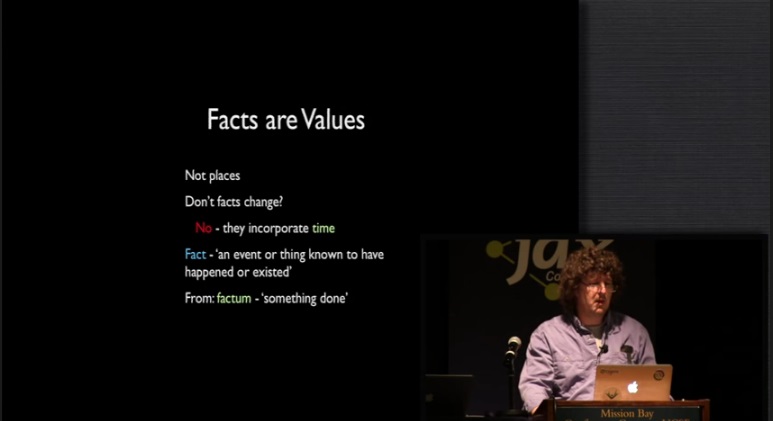 Facts are Values
Not places
Don't facts change?
No - they incorporate time
Fact - 'an event or thing known to have
happened or existed'
From: factum - 'something done'
jax
Mission Bay